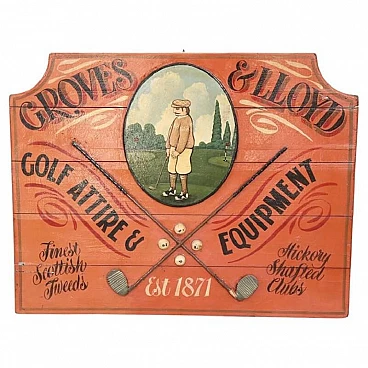 GROVES & LLOYD
GOLF ATTIRE & EQUIPMENT
Finest
Scottish
Tweeds
Hickory
Shafted
Clubs
Est 1871